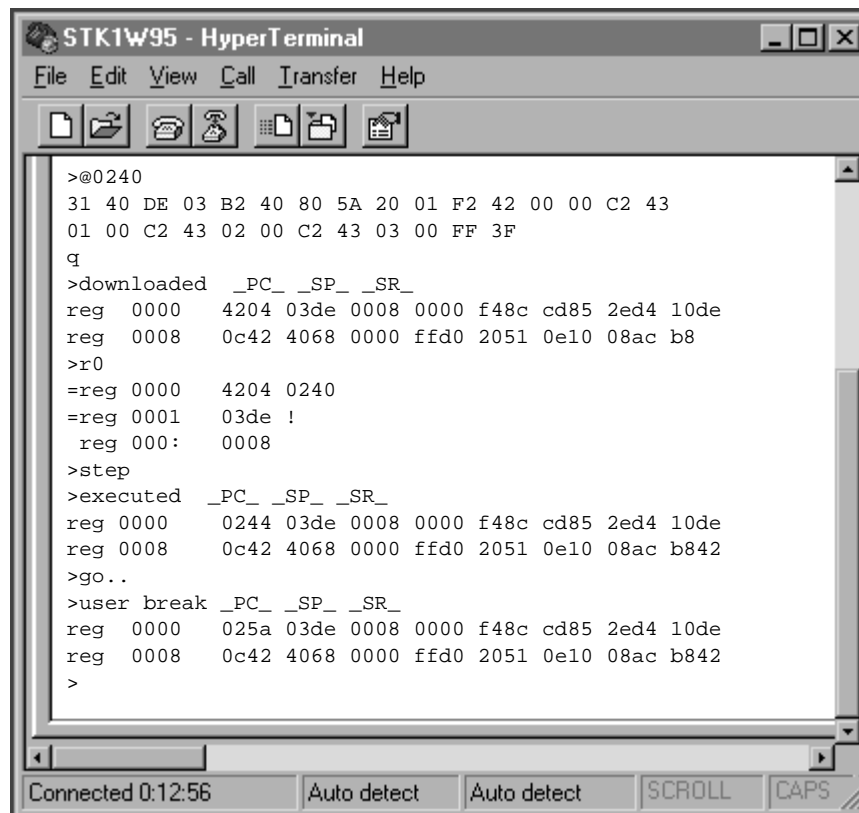 STK1W95 - HyperTerminal
File Edit View Call Transfer Help
>@0240
31 40 DE 03 B2 40 80 5A 20 01 F2 42 00 00 C2 43
01 00 C2 43 02 00 C2 43 03 00 FF 3F
q
>downloaded _PC_ _SP_ _SR_
reg 0000 4204 03de 0008 0000 f48c cd85 2ed4 10de
reg 0008 0c42 4068 0000 ffd0 2051 0e10 08ac b8
>r0
=reg 0000 4204 0240
=reg 0001 03de !
reg 000: 0008
>step
>executed _PC_ _SP_ _SR_
reg 0000 0244 03de 0008 0000 f48c cd85 2ed4 10de
reg 0008 0c42 4068 0000 ffd0 2051 0e10 08ac b842
>go..
>user break _PC_ _SP_ _SR_
reg 0000 025a 03de 0008 0000 f48c cd85 2ed4 10de
reg 0008 0c42 4068 0000 ffd0 2051 0e10 08ac b842
>
Connected 0:12:56 Auto detect Auto detect SCROLL CAPS